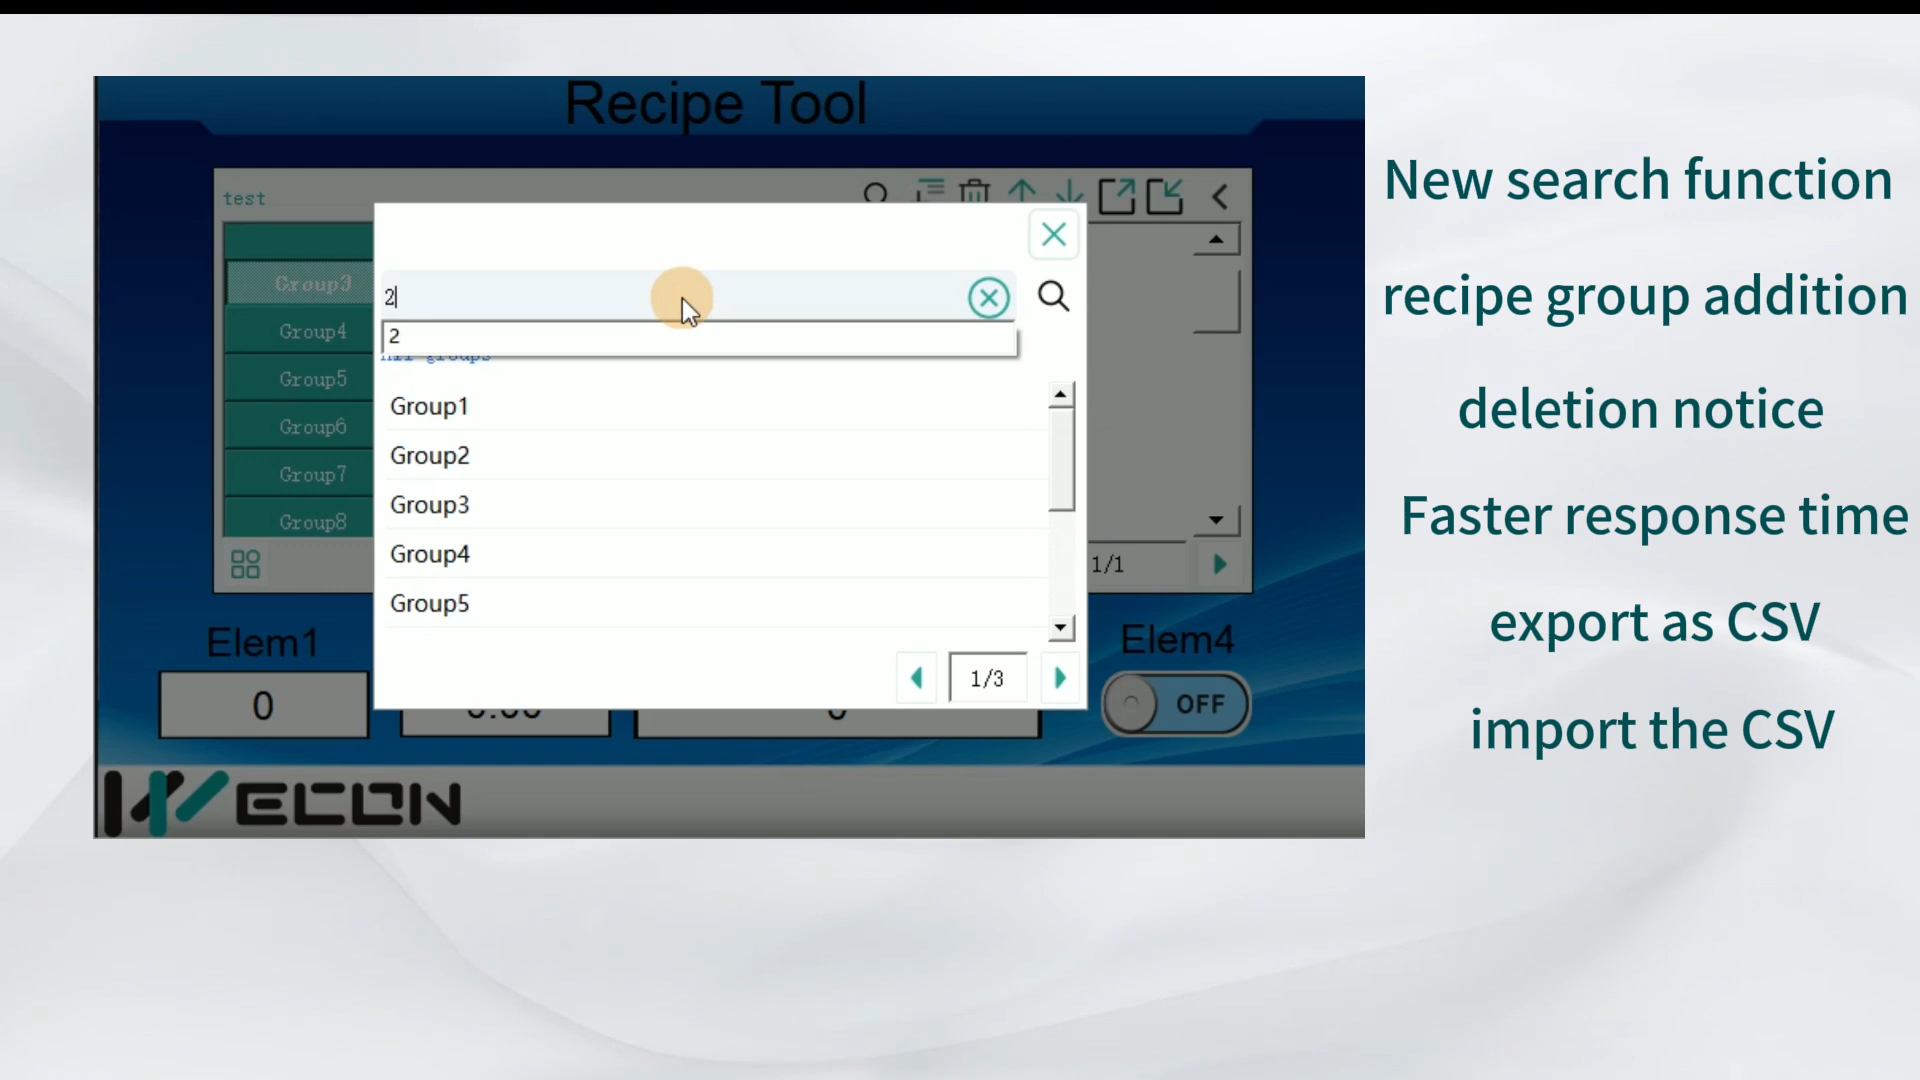 Recipe Tool
test
Group3
Group4
Group5
Group6
Group7
Group8
2
2
All groups
Group1
Group2
Group3
Group4
Group5
1/3
1/1
Elem1
Elem4
0
OFF
WECON
New search function
recipe group addition
deletion notice
Faster response time
export as CSV
import the CSV